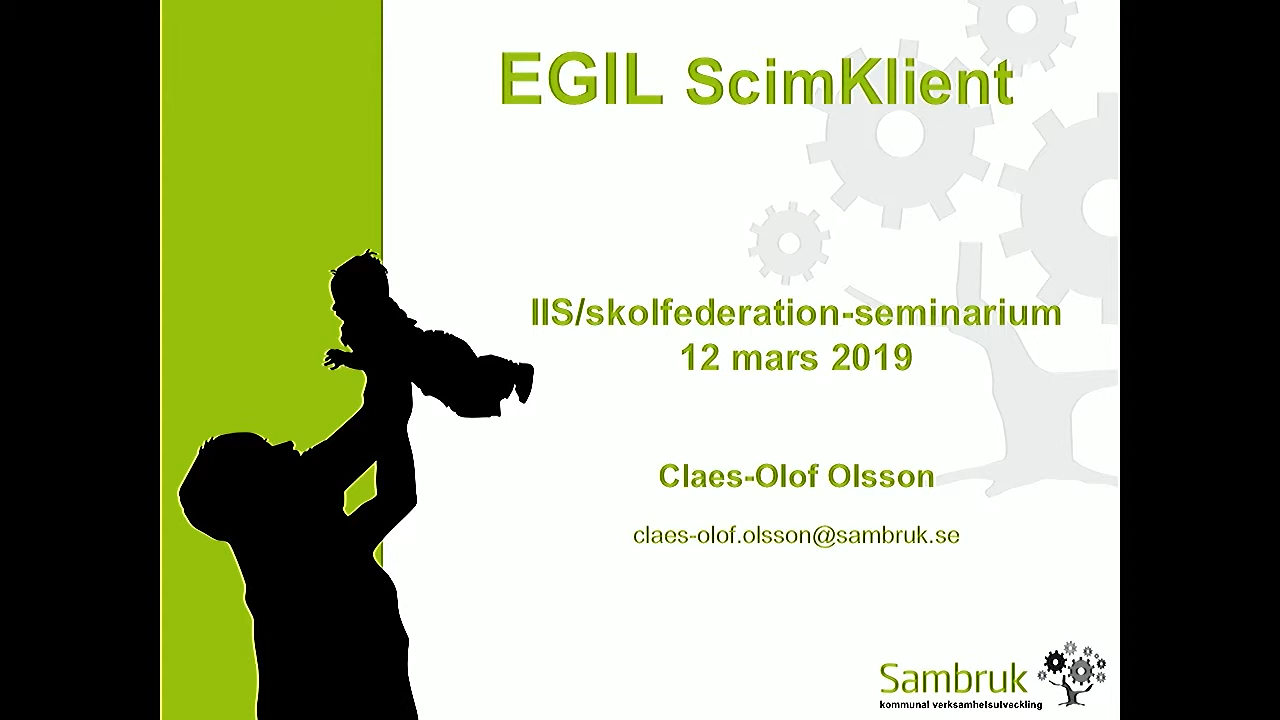 EGIL ScimKlient
IIS/skolfederation-seminarium
12 mars 2019
Claes-Olof Olsson
claes-olof.olsson@sambruk.se
Sambruk
kommunal verksamhetsutveckling